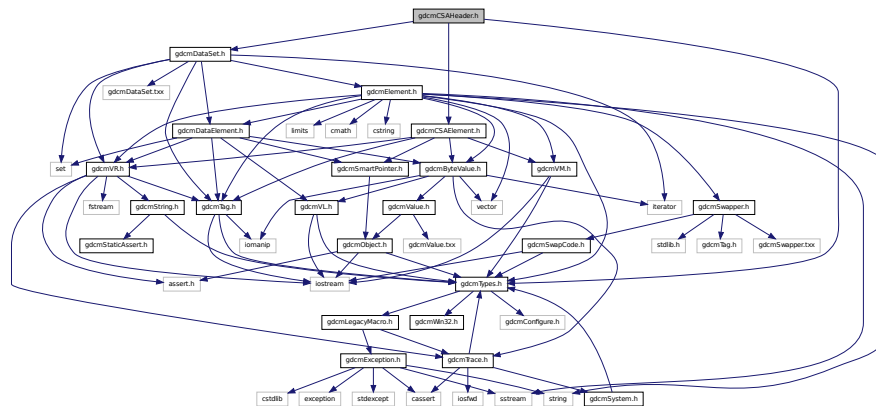 gdcmCSAHeader.h
gdcmDataSet.h
gdcmDataSet.txx
gdcmElement.h
gdcmDataElement.h
limits
cmath
cstring
gdcmCSAElement.h
set
gdcmVR.h
gdcmSmartPointer.h
gdcmByteValue.h
gdcmVM.h
fstream
gdcmString.h
gdcmTag.h
gdcmVL.h
gdcmValue.h
vector
iterator
gdcmSwapper.h
gdcmStaticAssert.h
iomanip
gdcmObject.h
gdcmValue.txx
gdcmSwapCode.h
stdlib.h
gdcmTag.h
gdcmSwapper.txx
assert.h
iostream
gdcmTypes.h
gdcmLegacyMacro.h
gdcmWin32.h
gdcmConfigure.h
gdcmException.h
gdcmTrace.h
cstdlib
exception
stdexcept
cassert
iosfwd
sstream
string
gdcmSystem.h